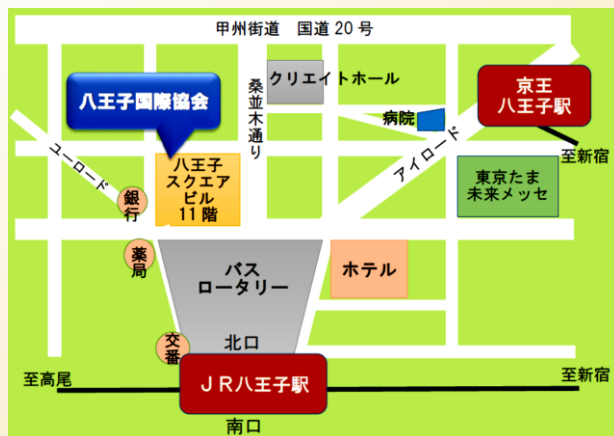 甲州街道 国道20号
クリエイトホール
八王子国際協会
桑並木通り
病院
京王
八王子駅
至新宿
ユーロード
アイロード
八王子
スクエア
ビル
11階
東京たま
未来メッセ
銀行
薬局
バス
ロータリー
ホテル
交番
北口
至高尾
JR八王子駅
至新宿
南口